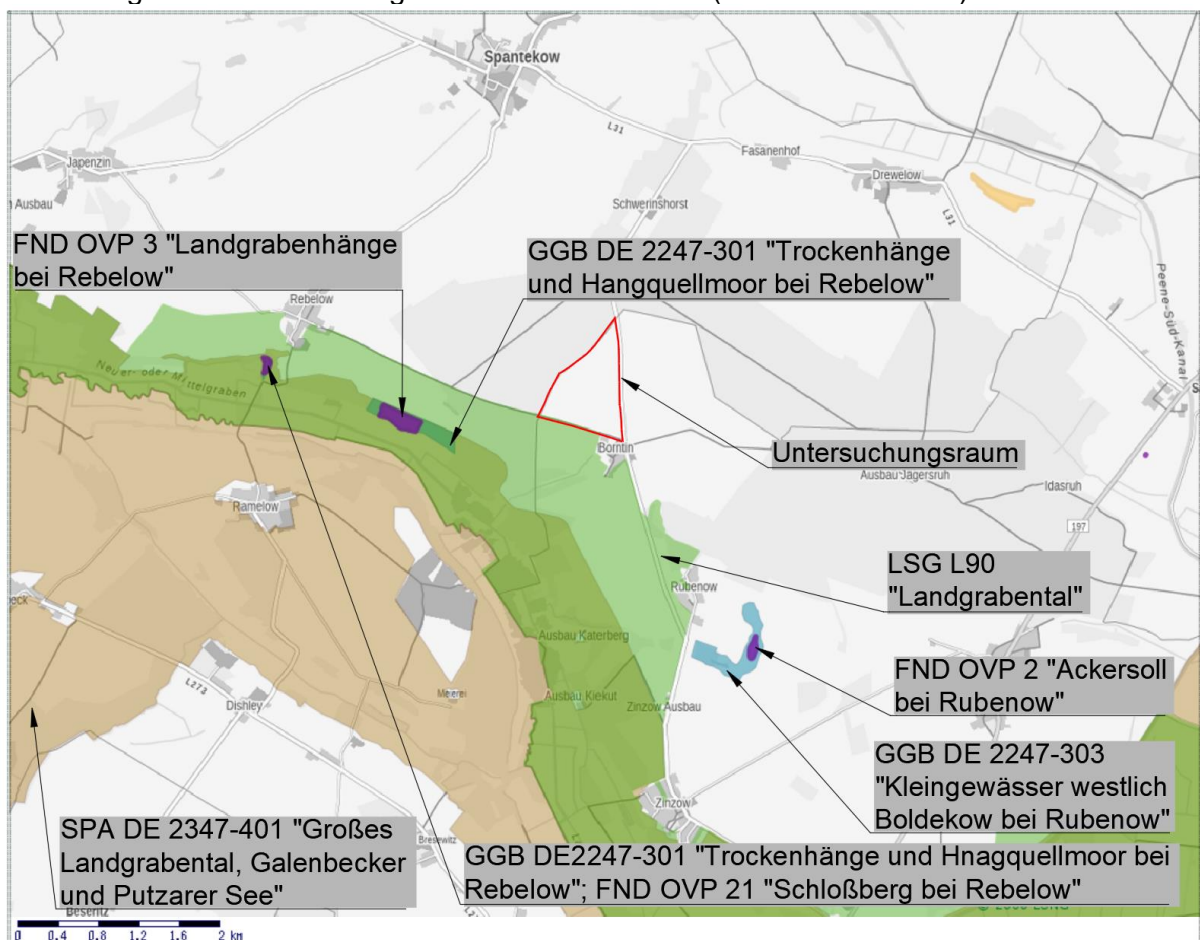 Spantekow
L31
Fasanenhof
Japenzin
Drewelow
Schwerinshorst
Ausbau
L31
FND OVP 3 "Landgrabenhänge
bei Rebelow"
GGB DE 2247-301 "Trockenhänge
und Hangquellmoor bei Rebelow"
Rebelow
Peene-Süd-Kanal
Neuer- oder Mittelgraben
Borntin
Untersuchungsraum
Ausbau Jägersruh
Idasruh
Ramelow
197
LSG L90
"Landgrabental"
Rubenow
eck
Ausbau Katerberg
FND OVP 2 "Ackersoll
bei Rubenow"
L273
Meierei
Ausbau Kiekut
Dishley
Zinzow Ausbau
GGB DE 2247-303
"Kleingewässer westlich
Boldekow bei Rubenow"
Zinzow
SPA DE 2347-401 "Großes
Landgrabental, Galenbecker
und Putzarer See"
Bresewitz
GGB DE2247-301 "Trockenhänge und Hnagquellmoor bei
Rebelow"; FND OVP 21 "Schloßberg bei Rebelow"
Beseritz
0 0.4 0.8 1.2 1.6 2 km